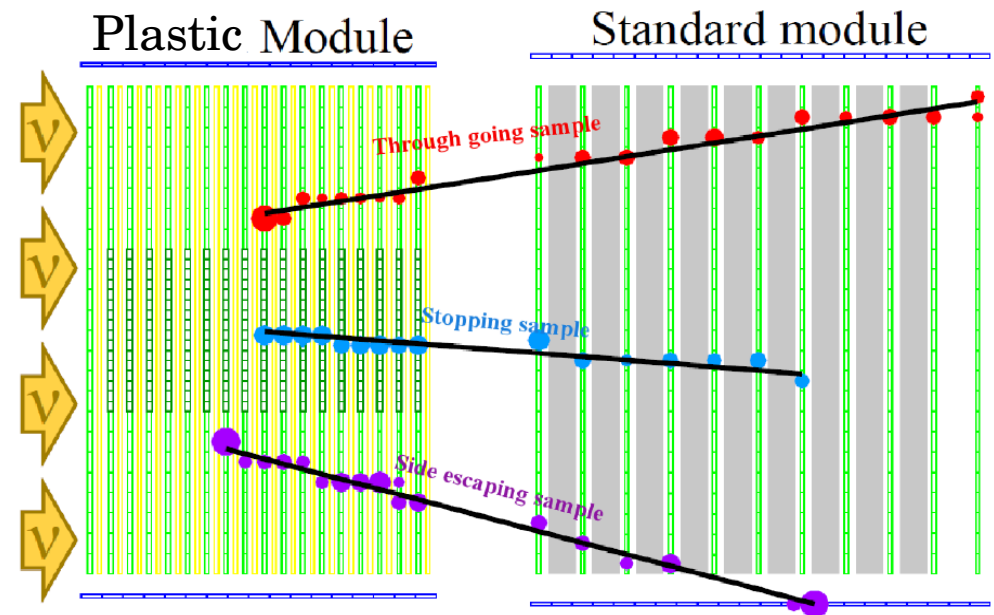 Plastic Module
Standard module
ν
Through going sample
ν
Stopping sample
ν
Side escaping sample
ν